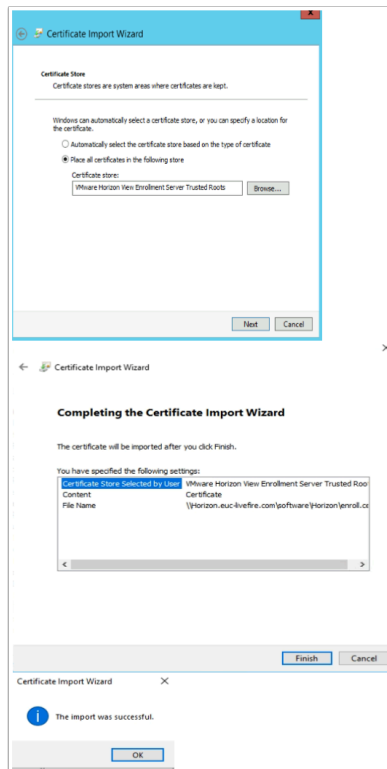 Certificate Import Wizard
Certificate Store
Certificate stores are system areas where certificates are kept.
Windows can automatically select a certificate store, or you can specify a location for
the certificate.
Automatically select the certificate store based on the type of certificate
Place all certificates in the following store
Certificate store:
VMware Horizon View Enrollment Server Trusted Roots
Browse...
Next Cancel
Certificate Import Wizard
Completing the Certificate Import Wizard
The certificate will be imported after you click Finish.
You have specified the following settings:
Certificate Store Selected by User VMware Horizon View Enrollment Server Trusted Roo
Content Certificate
File Name \\Horizon.euc-livefire.com\software\Horizon\enroll.ce
Finish Cancel
Certificate Import Wizard
The import was successful.
OK